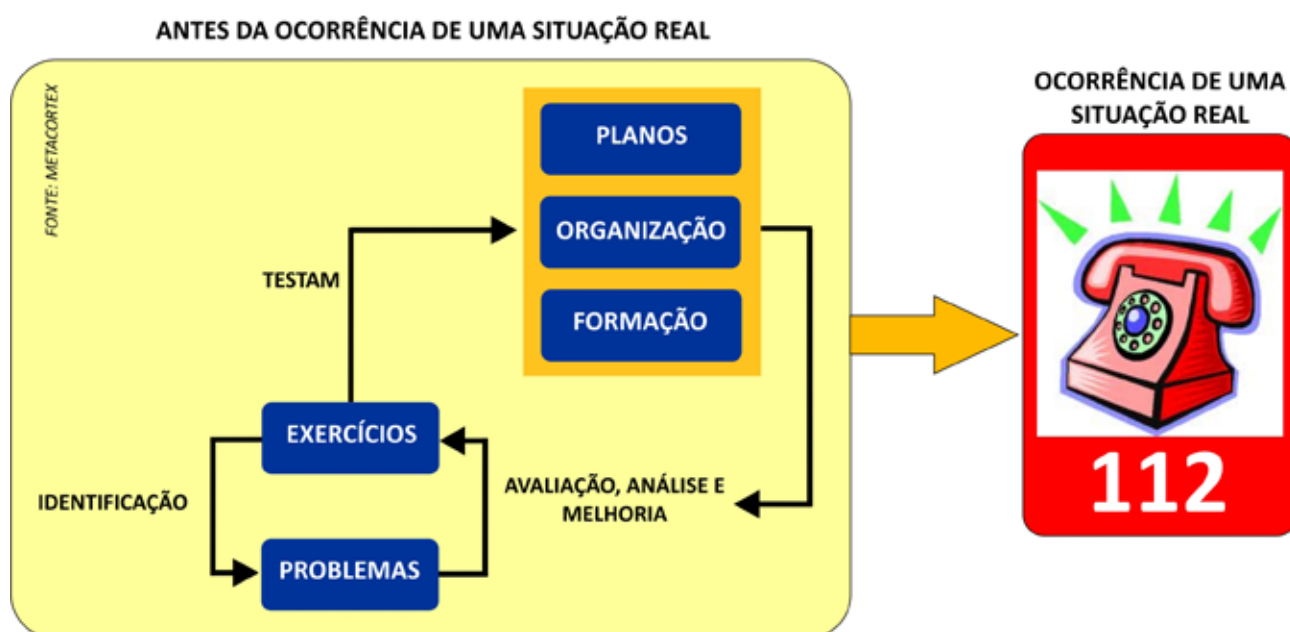 ANTES DA OCORRÊNCIA DE UMA SITUAÇÃO REAL
FONTE: METACORTEX
PLANOS
ORGANIZAÇÃO
FORMAÇÃO
TESTAM
EXERCÍCIOS
IDENTIFICAÇÃO
AVALIAÇÃO, ANÁLISE E
MELHORIA
PROBLEMAS
OCORRÊNCIA DE UMA
SITUAÇÃO REAL
112